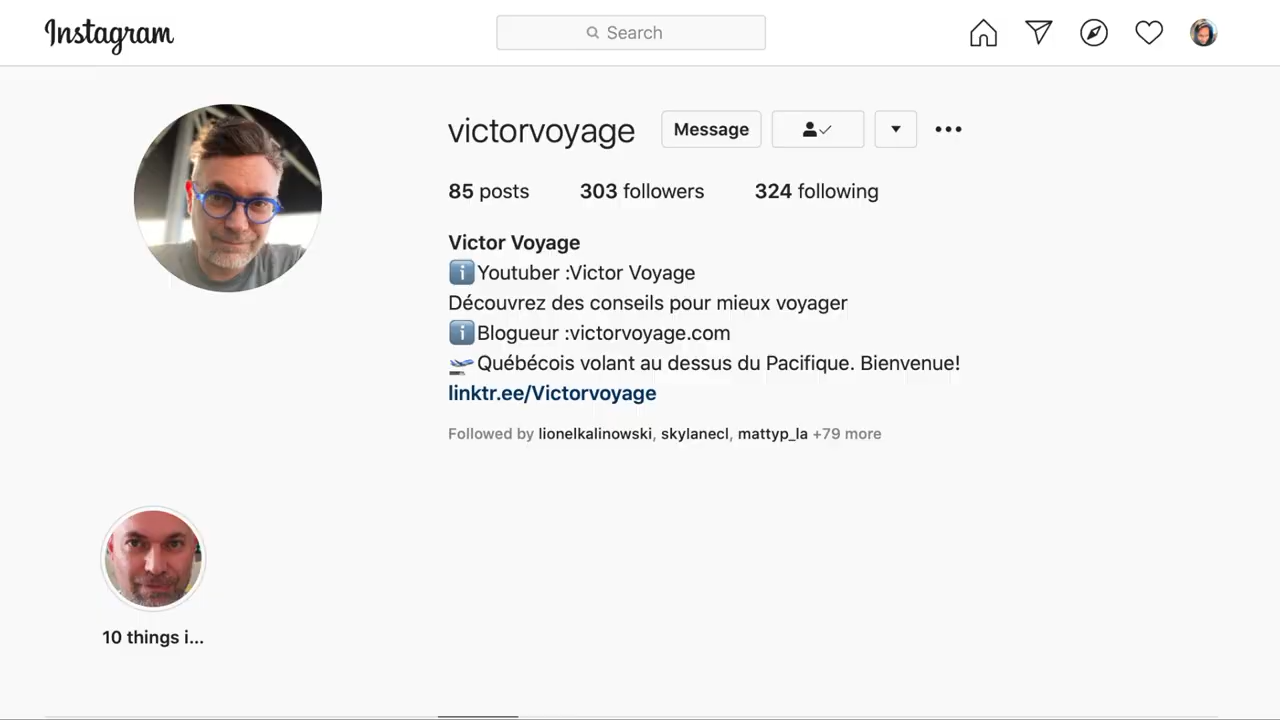 Instagram
Search
victorvoyage
Message
85 posts 303 followers 324 following
Victor Voyage
ℹ️Youtuber :Victor Voyage
Découvrez des conseils pour mieux voyager
ℹ️Blogueur :victorvoyage.com
🛫Québécois volant au dessus du Pacifique. Bienvenue!
linktr.ee/Victorvoyage
Followed by lionelkalinowski, skylanecl, mattyp_la +79 more
10 things i...